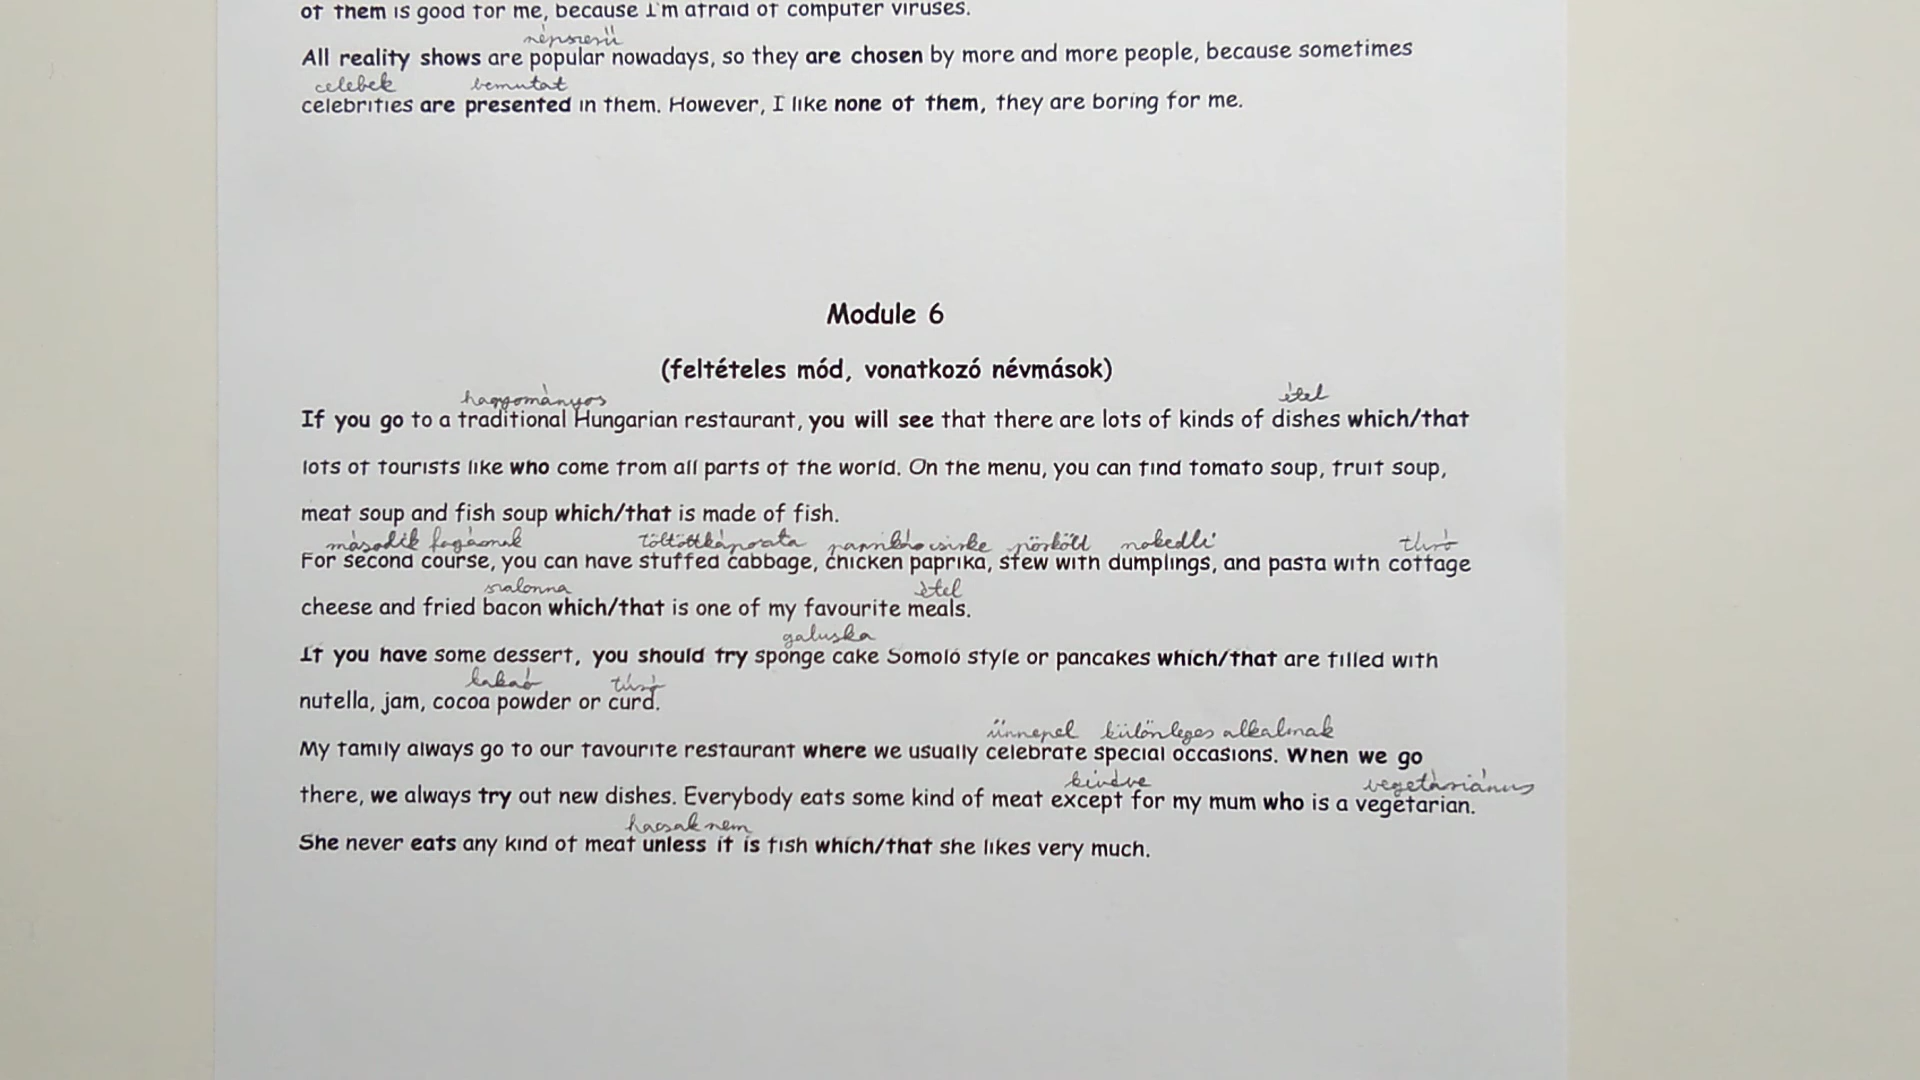 of them is good for me, because I'm afraid of computer viruses.
népszerű
All reality shows are popular nowadays, so they are chosen by more and more people, because sometimes
celebek bemutat
celebrities are presented in them. However, I like none of them, they are boring for me.
Module 6
(feltételes mód, vonatkozó névmások)
hagyományos étel
If you go to a traditional Hungarian restaurant, you will see that there are lots of kinds of dishes which/that
lots of tourists like who come from all parts of the world. On the menu, you can find tomato soup, fruit soup,
meat soup and fish soup which/that is made of fish.
második fogásnak töltöttkáposzta paprikáscsirke pörkölt nokedli túró
For second course, you can have stuffed cabbage, chicken paprika, stew with dumplings, and pasta with cottage
szalonna étel
cheese and fried bacon which/that is one of my favourite meals.
galuska
If you have some dessert, you should try sponge cake Somoló style or pancakes which/that are filled with
kakaó túró
nutella, jam, cocoa powder or curd.
ünnepel különleges alkalmak
My family always go to our favourite restaurant where we usually celebrate special occasions. When we go
kivéve vegetáriánus
there, we always try out new dishes. Everybody eats some kind of meat except for my mum who is a vegetarian.
hacsak nem
She never eats any kind of meat unless it is fish which/that she likes very much.